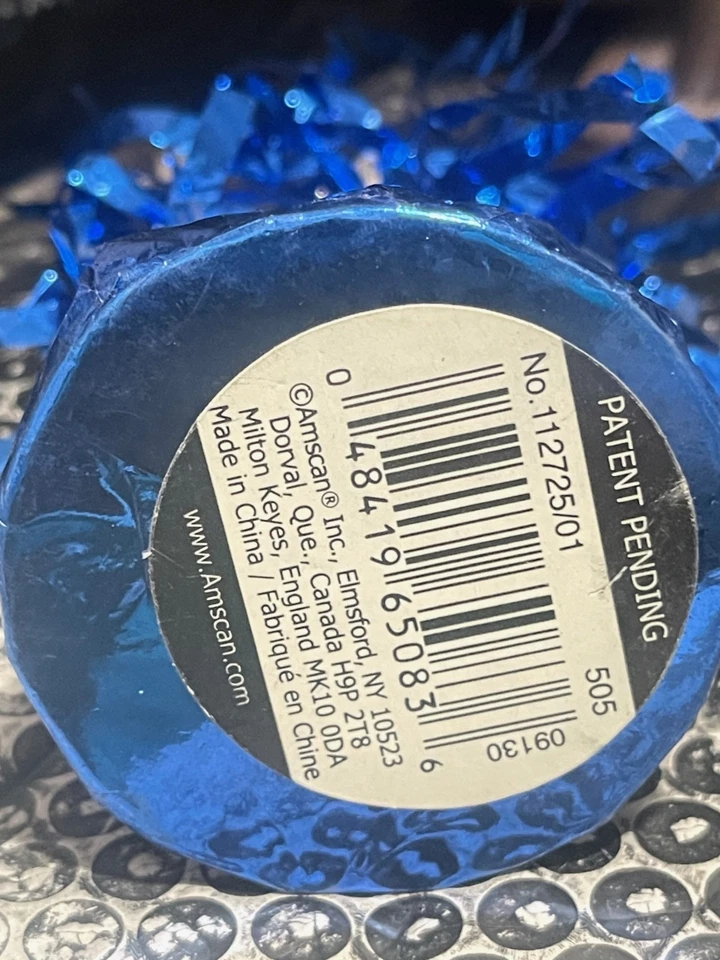 PATENT PENDING
505
No.112725/01
09130
0 48419 65083 6
©Amscan® Inc., Elmsford, NY 10523
Dorval, Que., Canada H9P 2T8
Milton Keyes, England MK10 0DA
Made in China / Fabriqué en Chine
www.Amscan.com